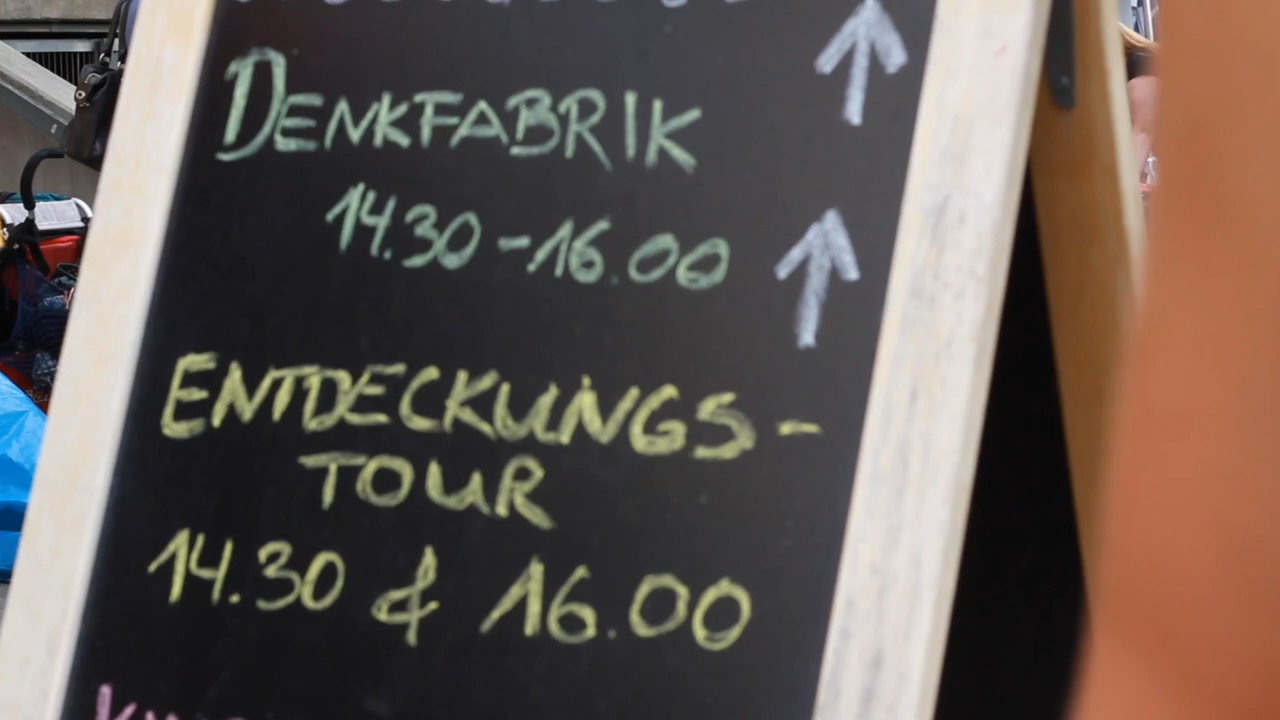 DENKFABRIK
14.30-16.00
ENTDECKUNGS-
TOUR
14.30 & 16.00